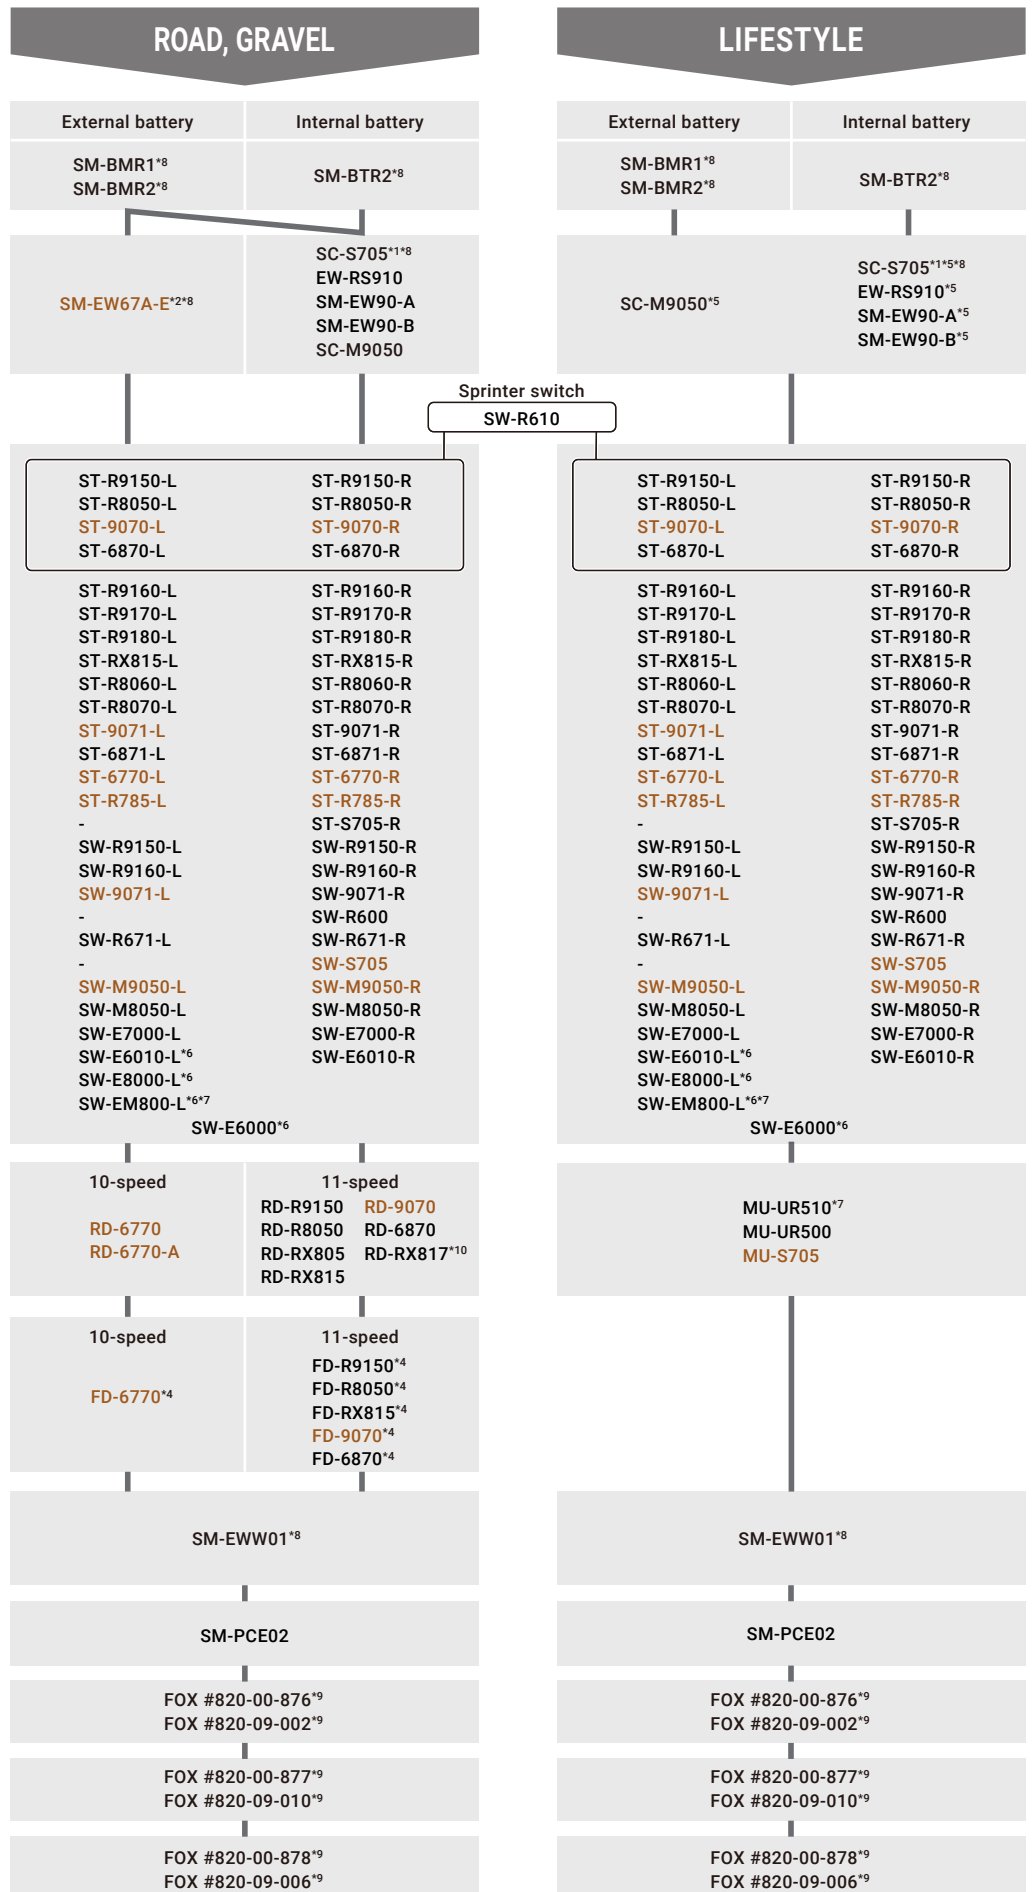 ROAD, GRAVEL
External battery
Internal battery
SM-BMR1*8
SM-BMR2*8
SM-BTR2*8
SM-EW67A-E*2*8
SC-S705*1*8
EW-RS910
SM-EW90-A
SM-EW90-B
SC-M9050
LIFESTYLE
External battery
Internal battery
SM-BMR1*8
SM-BMR2*8
SM-BTR2*8
SC-M9050*5
SC-S705*1*5*8
EW-RS910*5
SM-EW90-A*5
SM-EW90-B*5
Sprinter switch
SW-R610
ST-R9150-L ST-R9150-R
ST-R8050-L ST-R8050-R
ST-9070-L ST-9070-R
ST-6870-L ST-6870-R
ST-R9160-L ST-R9160-R
ST-R9170-L ST-R9170-R
ST-R9180-L ST-R9180-R
ST-RX815-L ST-RX815-R
ST-R8060-L ST-R8060-R
ST-R8070-L ST-R8070-R
ST-9071-L ST-9071-R
ST-6871-L ST-6871-R
ST-6770-L ST-6770-R
ST-R785-L ST-R785-R
- ST-S705-R
SW-R9150-L SW-R9150-R
SW-R9160-L SW-R9160-R
SW-9071-L SW-9071-R
- SW-R600
SW-R671-L SW-R671-R
- SW-S705
SW-M9050-L SW-M9050-R
SW-M8050-L SW-M8050-R
SW-E7000-L SW-E7000-R
SW-E6010-L*6 SW-E6010-R
SW-E8000-L*6
SW-EM800-L*6*7
SW-E6000*6
10-speed
RD-6770
RD-6770-A
11-speed
RD-R9150 RD-9070
RD-R8050 RD-6870
RD-RX805 RD-RX817*10
RD-RX815
10-speed
FD-6770*4
11-speed
FD-R9150*4
FD-R8050*4
FD-RX815*4
FD-9070*4
FD-6870*4
SM-EWW01*8
SM-PCE02
FOX #820-00-876*9
FOX #820-09-002*9
FOX #820-00-877*9
FOX #820-09-010*9
FOX #820-00-878*9
FOX #820-09-006*9
ST-R9150-L ST-R9150-R
ST-R8050-L ST-R8050-R
ST-9070-L ST-9070-R
ST-6870-L ST-6870-R
ST-R9160-L ST-R9160-R
ST-R9170-L ST-R9170-R
ST-R9180-L ST-R9180-R
ST-RX815-L ST-RX815-R
ST-R8060-L ST-R8060-R
ST-R8070-L ST-R8070-R
ST-9071-L ST-9071-R
ST-6871-L ST-6871-R
ST-6770-L ST-6770-R
ST-R785-L ST-R785-R
- ST-S705-R
SW-R9150-L SW-R9150-R
SW-R9160-L SW-R9160-R
SW-9071-L SW-9071-R
- SW-R600
SW-R671-L SW-R671-R
- SW-S705
SW-M9050-L SW-M9050-R
SW-M8050-L SW-M8050-R
SW-E7000-L SW-E7000-R
SW-E6010-L*6 SW-E6010-R
SW-E8000-L*6
SW-EM800-L*6*7
SW-E6000*6
MU-UR510*7
MU-UR500
MU-S705
SM-EWW01*8
SM-PCE02
FOX #820-00-876*9
FOX #820-09-002*9
FOX #820-00-877*9
FOX #820-09-010*9
FOX #820-00-878*9
FOX #820-09-006*9